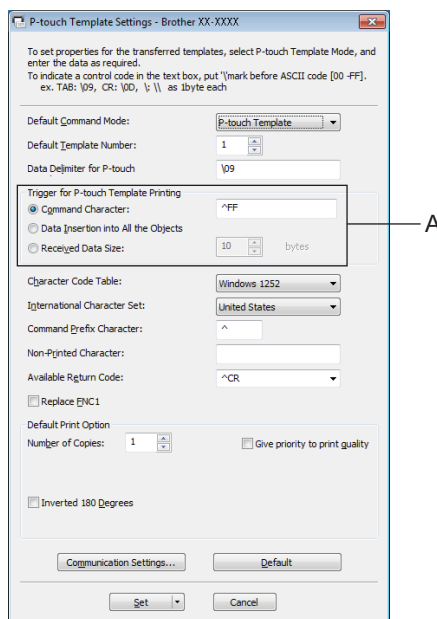 P-touch Template Settings - Brother XX-XXXX
To set properties for the transferred templates, select P-touch Template Mode, and
enter the data as required.
To indicate a control code in the text box, put '\'mark before ASCII code [00 -FF].
ex. TAB: \09, CR: \0D, \; \\ as 1byte
each
Default Command Mode: P-touch Template
Default Template Number: 1
Data Delimiter for P-touch \09
Trigger for P-touch Template Printing
Command Character: ^FF
Data Insertion into All the Objects
A
Received Data Size: 10 bytes
Character Code Table: Windows 1252
International Character Set: United States
Command Prefix Character: ^
Non-Printed Character:
Available Return Code: ^CR
Replace FNC1
Default Print Option
Number of Copies: 1 Give priority to print quality
Inverted 180 Degrees
Communication Settings... Default
Set Cancel